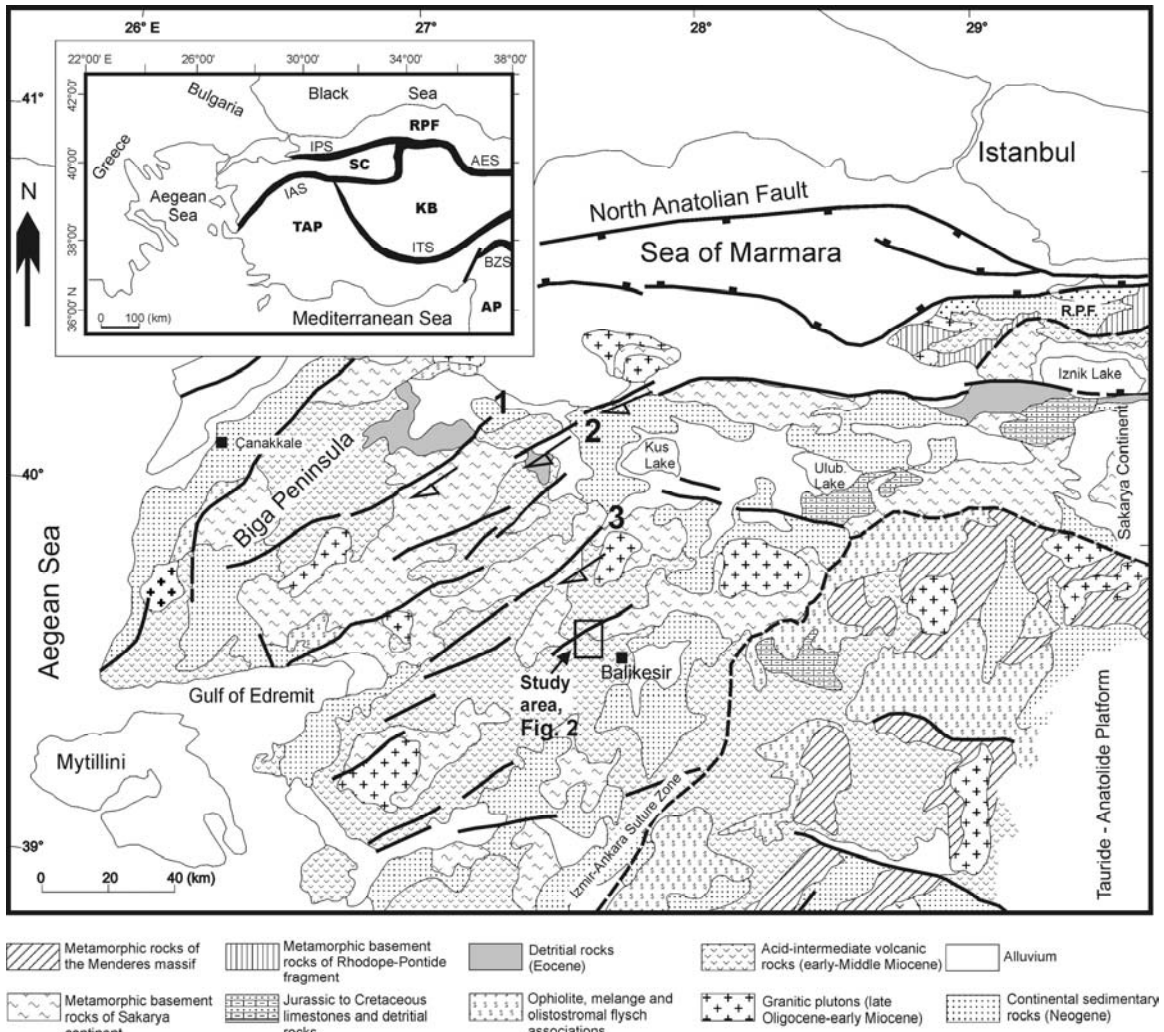 26° E
27°
28°
29°
41°
40°
39°
22°00' E
26°00'
30°00'
34°00'
38°00'
42°00'
40°00'
38°00'
36°00' N
Bulgaria
Black Sea
Greece
Aegean Sea
RPF
IPS
SC
AES
IAS
KB
TAP
ITS
BZS
AP
0 100 (km)
Mediterranean Sea
N
Istanbul
North Anatolian Fault
Sea of Marmara
R.P.F.
Iznik Lake
Sakarya Continent
1
2
3
Çanakkale
Biga Peninsula
Kus
Lake
Ulub.
Lake
Aegean Sea
Gulf of Edremit
Study
area,
Fig. 2
Balikesir
Mytillini
Izmir-Ankara Suture Zone
Tauride - Anatolide Platform
0 20 40 (km)
Metamorphic rocks of
the Menderes massif
Metamorphic basement
rocks of Rhodope-Pontide
fragment
Detritial rocks
(Eocene)
Acid-intermediate volcanic
rocks (early-Middle Miocene)
Alluvium
Metamorphic basement
rocks of Sakarya
continent
Jurassic to Cretaceous
limestones and detrital
rocks
Ophiolite, melange and
olistostromal flysch
associations
Granitic plutons (late
Oligocene-early Miocene)
Continental sedimentary
rocks (Neogene)